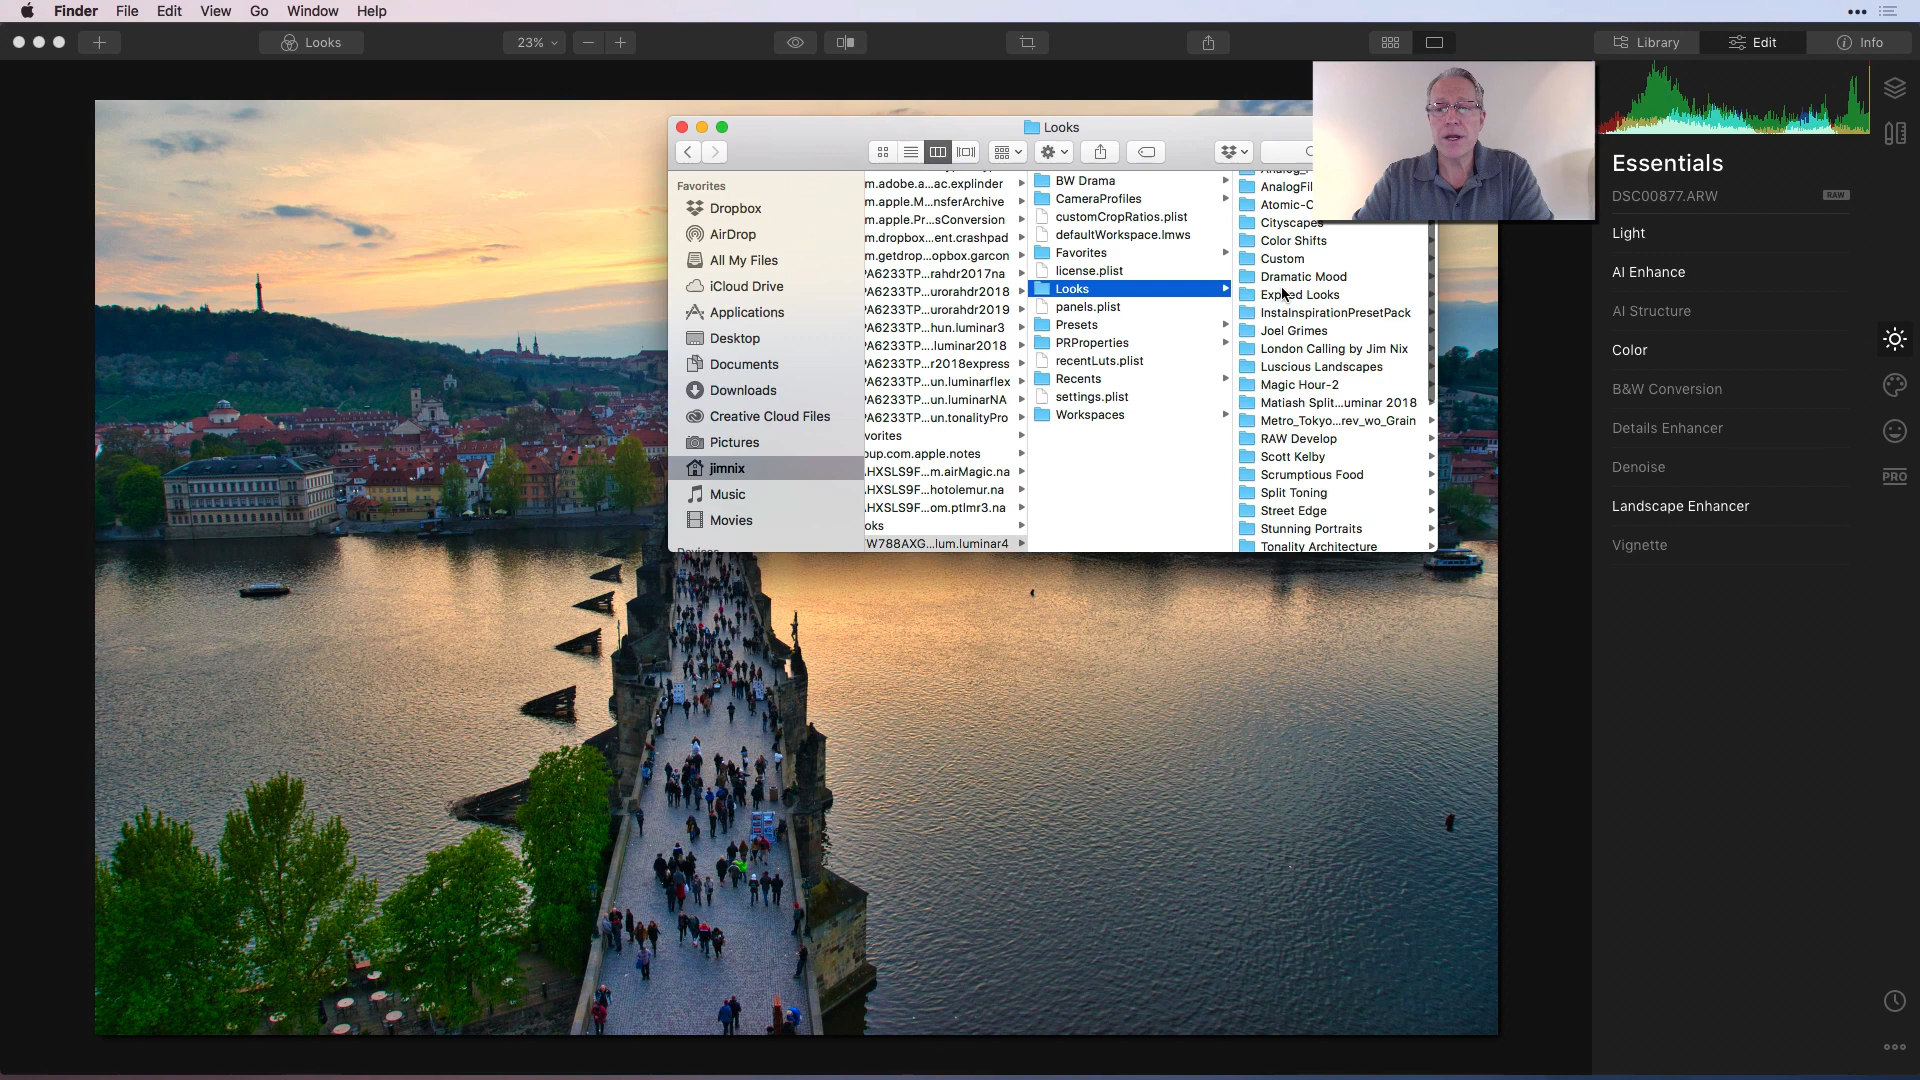 Finder File Edit View Go Window Help
Looks
23%
Library
Edit
Info
Looks
Favorites
Dropbox
AirDrop
All My Files
iCloud Drive
Applications
Desktop
Documents
Downloads
Creative Cloud Files
Pictures
jimnix
Music
Movies
Devices
m.adobe.a...ac.explinder
m.apple.M...nsferArchive
m.apple.Pr...sConversion
m.dropbox...ent.crashpad
m.getdrop...opbox.garcon
A6233TP...rahdr2017na
A6233TP...urorahdr2018
A6233TP...urorahdr2019
A6233TP...hun.luminar3
A6233TP....luminar2018
A6233TP...r2018express
A6233TP...un.luminarflex
A6233TP...un.luminarNA
A6233TP...un.tonalityPro
vorites
oup.com.apple.notes
HXSLS9F...m.airMagic.na
HXSLS9F...hotolemur.na
HXSLS9F...om.ptlmr3.na
oks
W788AXG...lum.luminar4
BW Drama
CameraProfiles
customCropRatios.plist
defaultWorkspace.lmws
Favorites
license.plist
Looks
panels.plist
Presets
PRProperties
recentLuts.plist
Recents
settings.plist
Workspaces
AnalogFil
Atomic-C
Cityscapes
Color Shifts
Custom
Dramatic Mood
Expired Looks
InstaInspirationPresetPack
Joel Grimes
London Calling by Jim Nix
Luscious Landscapes
Magic Hour-2
Matiash Split...uminar 2018
Metro_Tokyo...rev_wo_Grain
RAW Develop
Scott Kelby
Scrumptious Food
Split Toning
Street Edge
Stunning Portraits
Tonality Architecture
Essentials
DSC00877.ARW
RAW
Light
AI Enhance
AI Structure
Color
B&W Conversion
Details Enhancer
Denoise
Landscape Enhancer
Vignette
PRO